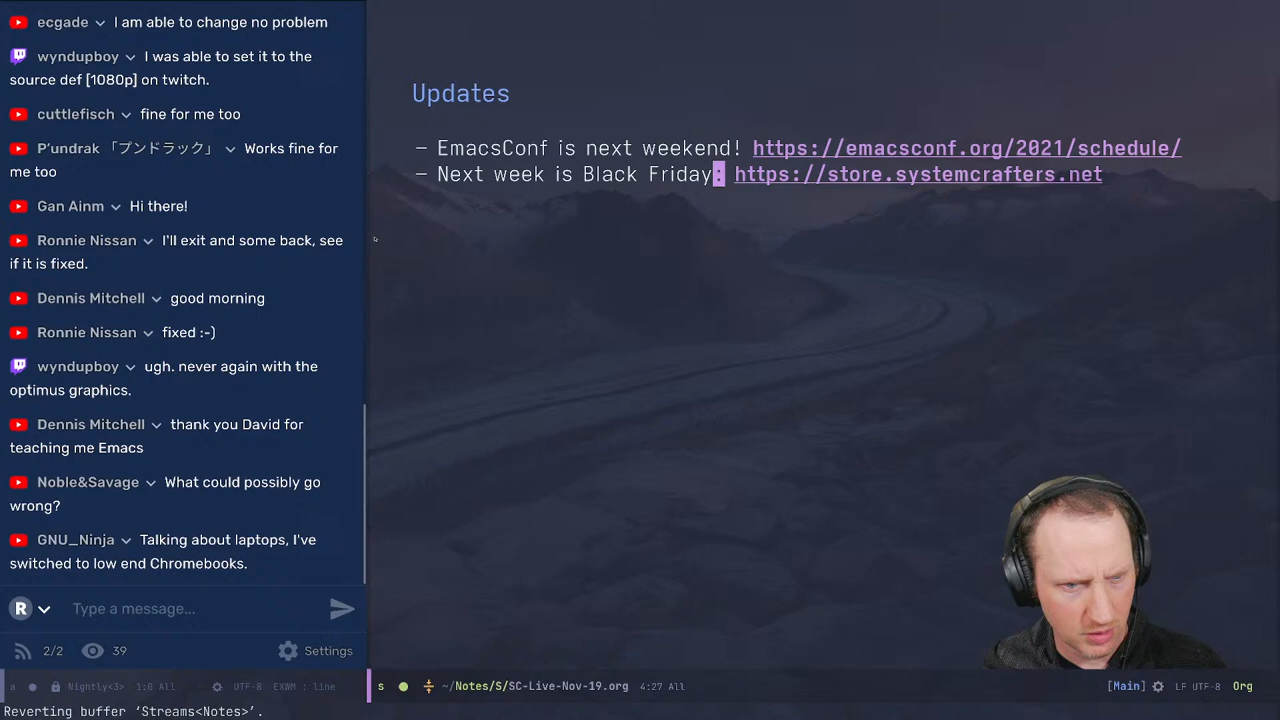 ecgade I am able to change no problem
wyndupboy I was able to set it to the
source def [1080p] on twitch.
cuttlefisch fine for me too
P'undrak 「プンドラック」 Works fine for
me too
Gan Ainm Hi there!
Ronnie Nissan I'll exit and some back, see
if it is fixed.
Dennis Mitchell good morning
Ronnie Nissan fixed :-)
wyndupboy ugh. never again with the
optimus graphics.
Dennis Mitchell thank you David for
teaching me Emacs
Noble&Savage What could possibly go
wrong?
GNU_Ninja Talking about laptops, I've
switched to low end Chromebooks.
R Type a message...
2/2 39 Settings
Updates
– EmacsConf is next weekend! https://emacsconf.org/2021/schedule/
– Next week is Black Friday: https://store.systemcrafters.net
a Nightly<3> 1:0 All UTF-8 EXWM : line
s ~/Notes/S/SC-Live-Nov-19.org 4:27 All [Main] LF UTF-8 Org
Reverting buffer ‘Streams<Notes>’.